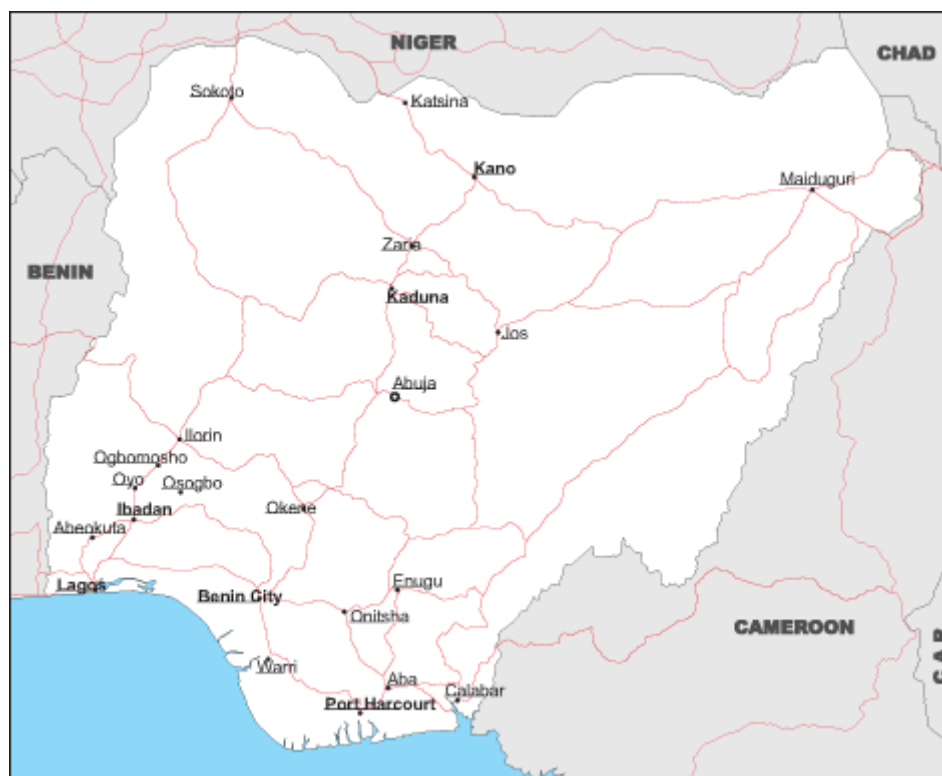 NIGER
CHAD
Sokoto
Katsina
Kano
Maiduguri
Zaria
BENIN
Kaduna
Jos
Abuja
Ilorin
Ogbomosho
Oyo
Osogbo
Ibadan
Okene
Abeokuta
Lagos
Benin City
Enugu
Onitsha
CAMEROON
Warri
Aba
Calabar
Port Harcourt
C A R